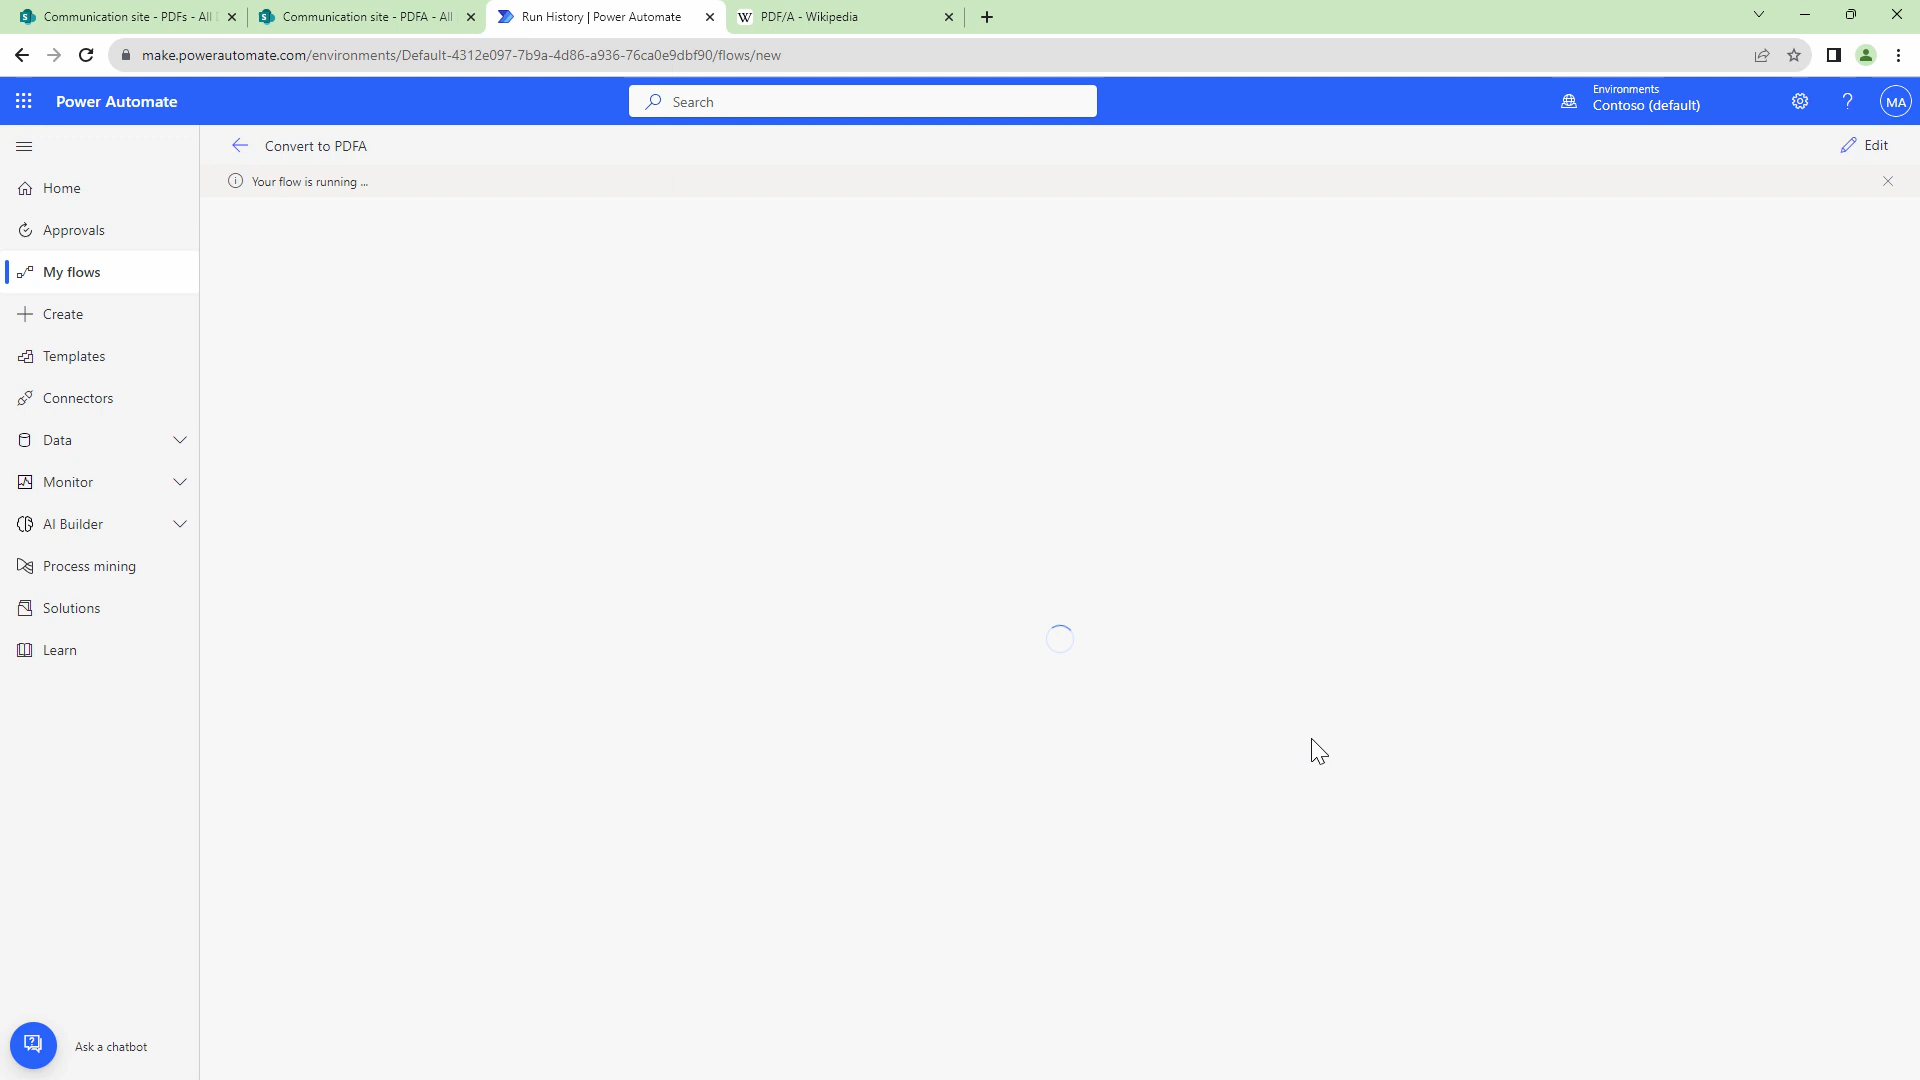 Communication site - PDFs - All
Communication site - PDFA - All
Run History | Power Automate
W PDF/A - Wikipedia
make.powerautomate.com/environments/Default-4312e097-7b9a-4d86-a936-76ca0e9dbf90/flows/new
Power Automate
Search
Environments
Contoso (default)
?
MA
Convert to PDFA
Edit
Your flow is running ...
Home
Approvals
My flows
Create
Templates
Connectors
Data
Monitor
AI Builder
Process mining
Solutions
Learn
Ask a chatbot